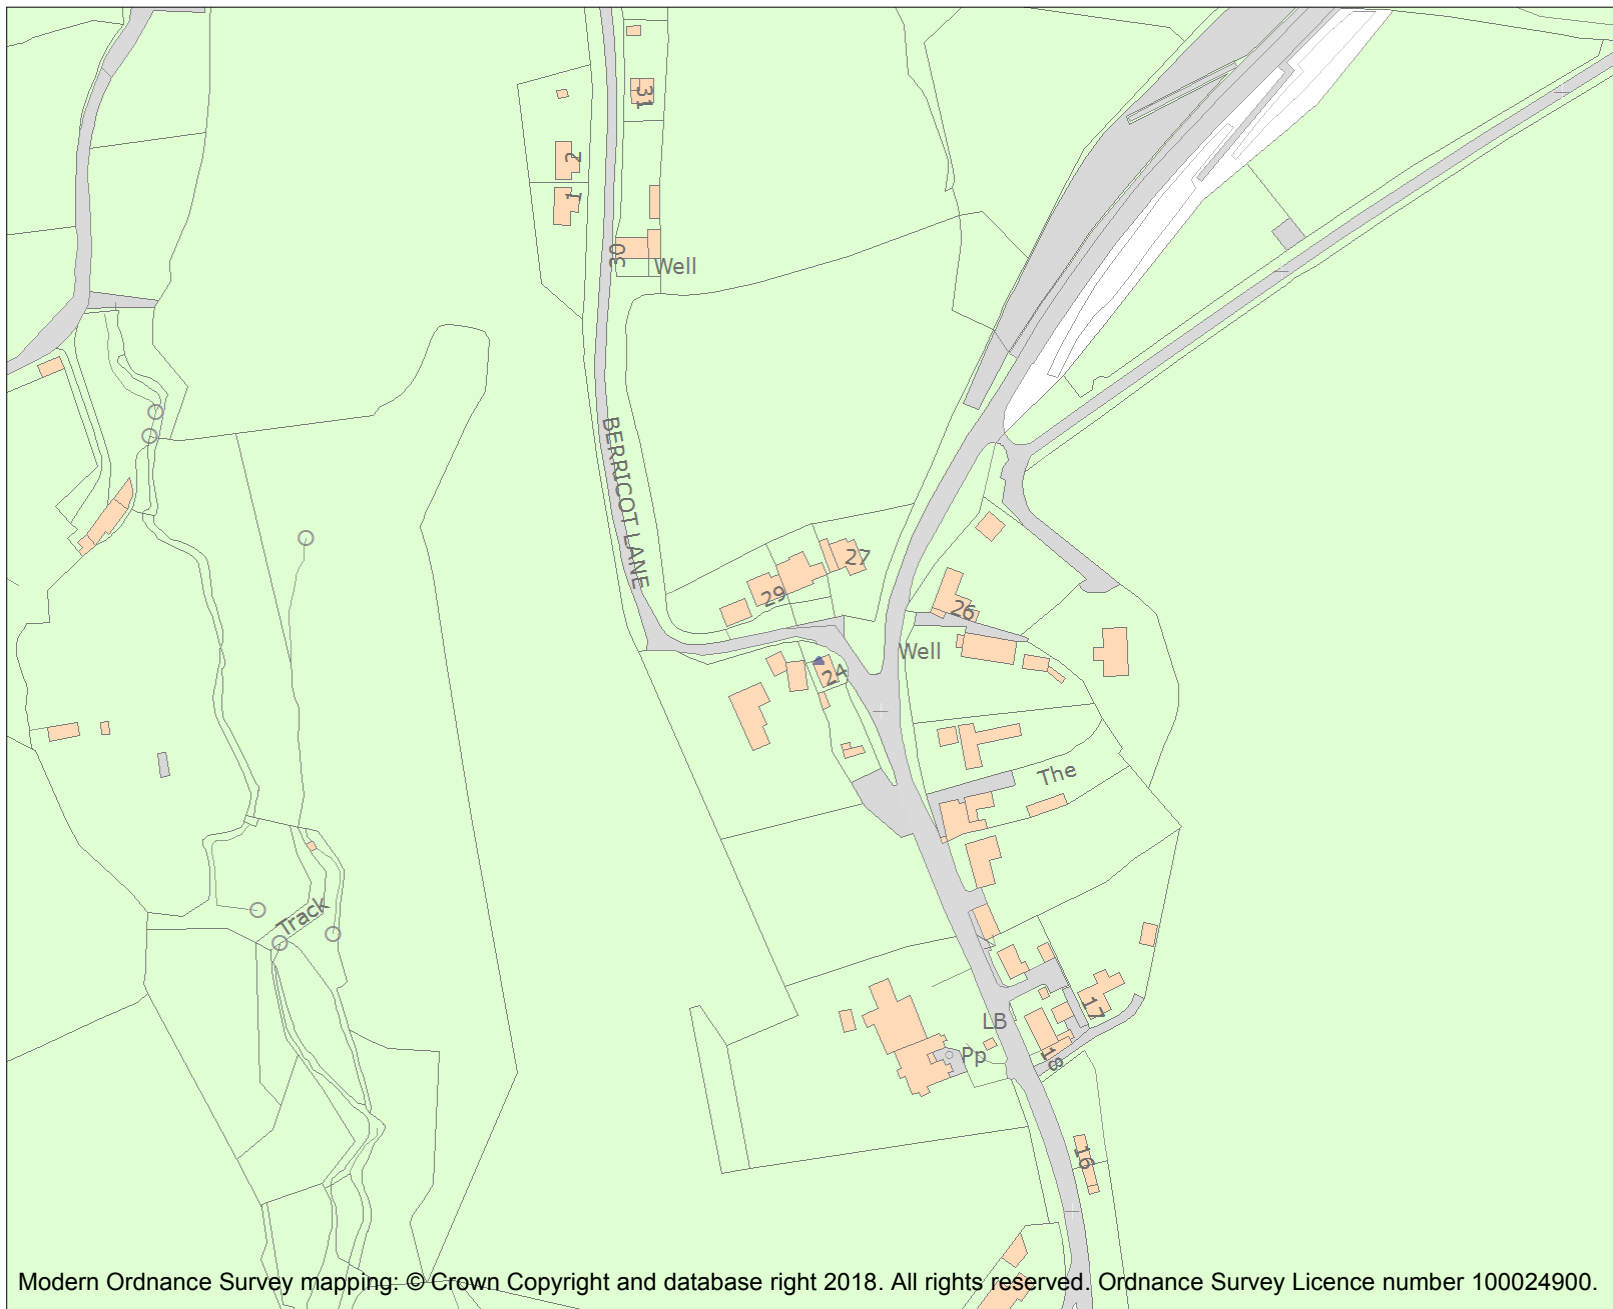 31
2
1
30
Well
BERRICOT LANE
27
29
26
Well
24
The
Track
17
LB
Pp
18
16
Modern Ordnance Survey mapping: © Crown Copyright and database right 2018. All rights reserved. Ordnance Survey Licence number 100024900.